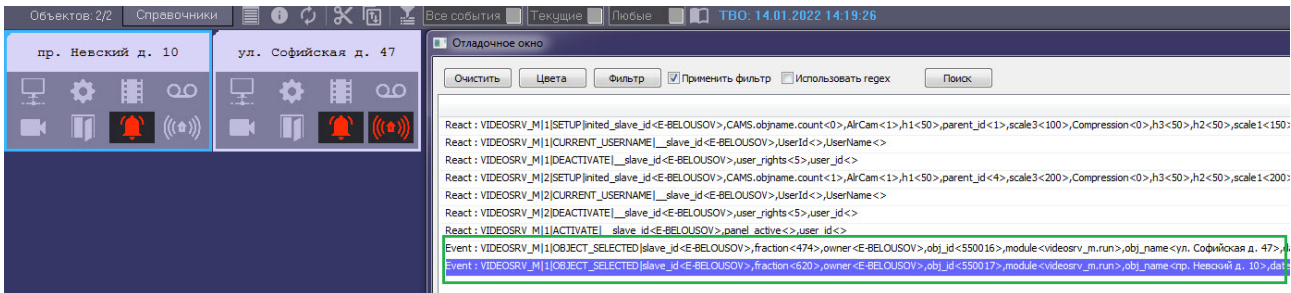 Объектов: 2/2 Справочники Все события Текущие Любые ТВО: 14.01.2022 14:19:26
пр. Невский д. 10 ул. Софийская д. 47
Отладочное окно
Очистить Цвета Фильтр Применить фильтр Использовать regex Поиск
React : VIDEOSRV_M|1|SETUP|inited_slave_id<E-BELOUSOV>,CAMS.objname.count<0>,AlrCam<1>,h1<50>,parent_id<1>,scale3<100>,Compression<0>,h3<50>,h2<50>,scale1<150>
React : VIDEOSRV_M|1|CURRENT_USERNAME|__slave_id<E-BELOUSOV>,UserId<>,UserName<>
React : VIDEOSRV_M|1|DEACTIVATE|__slave_id<E-BELOUSOV>,user_rights<5>,user_id<>
React : VIDEOSRV_M|2|SETUP|inited_slave_id<E-BELOUSOV>,CAMS.objname.count<1>,AlrCam<1>,h1<50>,parent_id<4>,scale3<200>,Compression<0>,h3<50>,h2<50>,scale1<200>
React : VIDEOSRV_M|2|CURRENT_USERNAME|__slave_id<E-BELOUSOV>,UserId<>,UserName<>
React : VIDEOSRV_M|2|DEACTIVATE|__slave_id<E-BELOUSOV>,user_rights<5>,user_id<>
React : VIDEOSRV_M|1|ACTIVATE|__slave_id<E-BELOUSOV>,panel_active<>,user_id<>
Event : VIDEOSRV_M|1|OBJECT_SELECTED|slave_id<E-BELOUSOV>,fraction<474>,owner<E-BELOUSOV>,obj_id<550016>,module<videosrv_m.run>,obj_name<ул. Софийская д. 47>,da
Event : VIDEOSRV_M|1|OBJECT_SELECTED|slave_id<E-BELOUSOV>,fraction<620>,owner<E-BELOUSOV>,obj_id<550017>,module<videosrv_m.run>,obj_name<пр. Невский д. 10>,date